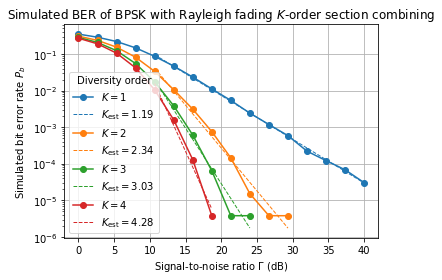 Simulated BER of BPSK with Rayleigh fading K-order section combining
Simulated bit error rate P_b
10⁻¹
10⁻²
10⁻³
10⁻⁴
10⁻⁵
10⁻⁶
Diversity order
K = 1
K_est = 1.19
K = 2
K_est = 2.34
K = 3
K_est = 3.03
K = 4
K_est = 4.28
0 5 10 15 20 25 30 35 40
Signal-to-noise ratio Γ (dB)